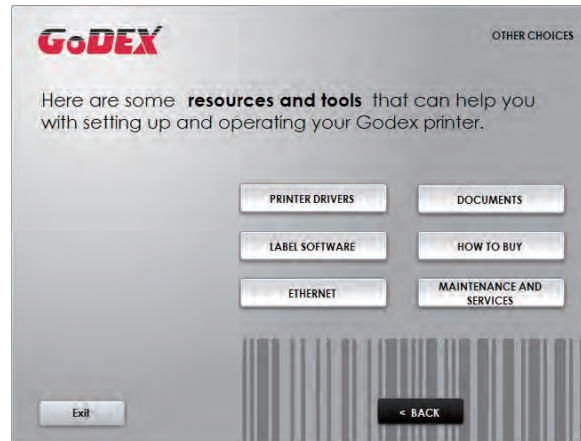 GoDEX
OTHER CHOICES
Here are some resources and tools that can help you
with setting up and operating your Godex printer.
PRINTER DRIVERS
DOCUMENTS
LABEL SOFTWARE
HOW TO BUY
ETHERNET
MAINTENANCE AND
SERVICES
Exit
< BACK